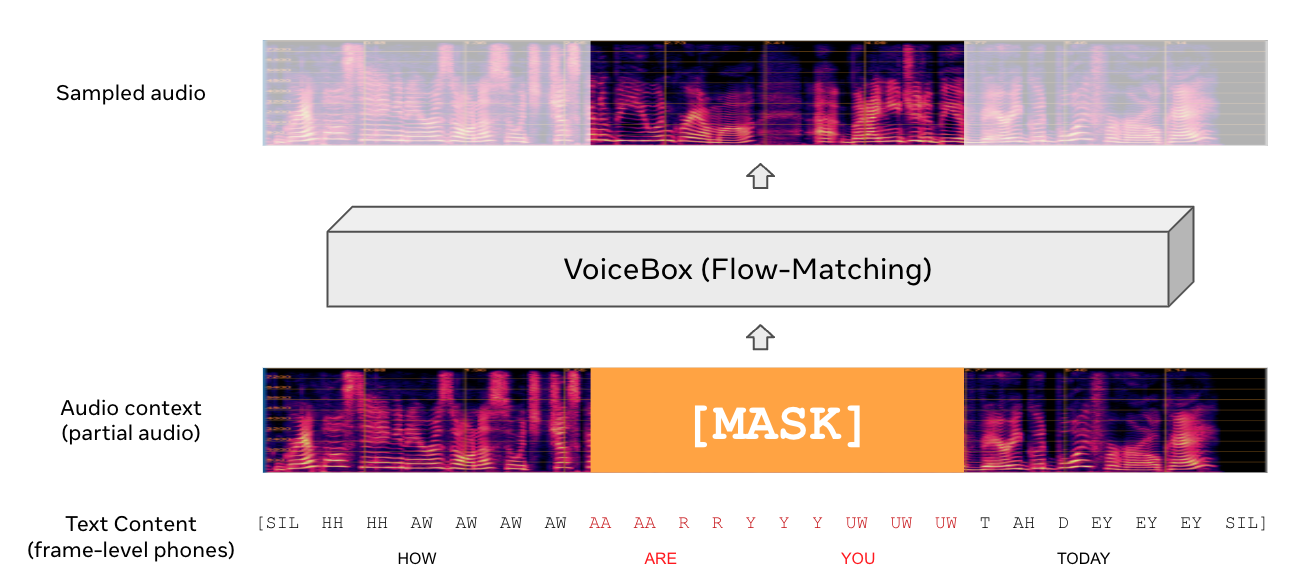 Sampled audio
VoiceBox (Flow-Matching)
Audio context
(partial audio)
[MASK]
Text Content
(frame-level phones)
[SIL HH HH AW AW AW AW AA AA R R Y Y Y UW UW UW T AH D EY EY EY SIL]
HOW ARE YOU TODAY